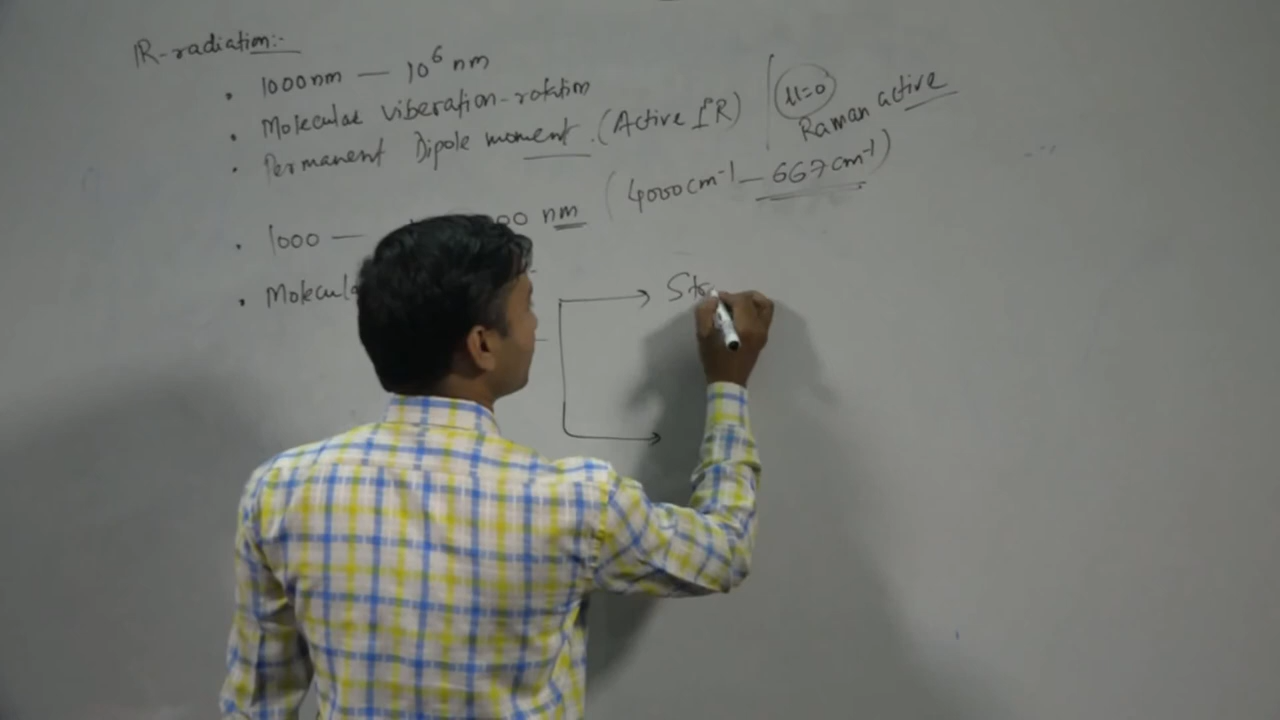 IR-radiation:-
• 1000nm — 10⁶ nm
• Molecular viberation-rotation
• Permanent Dipole moment. (Active IR) | μ=0
Raman active
• 1000 — 00 nm (4000cm⁻¹ — 667cm⁻¹)
• Molecula
→ Str
→